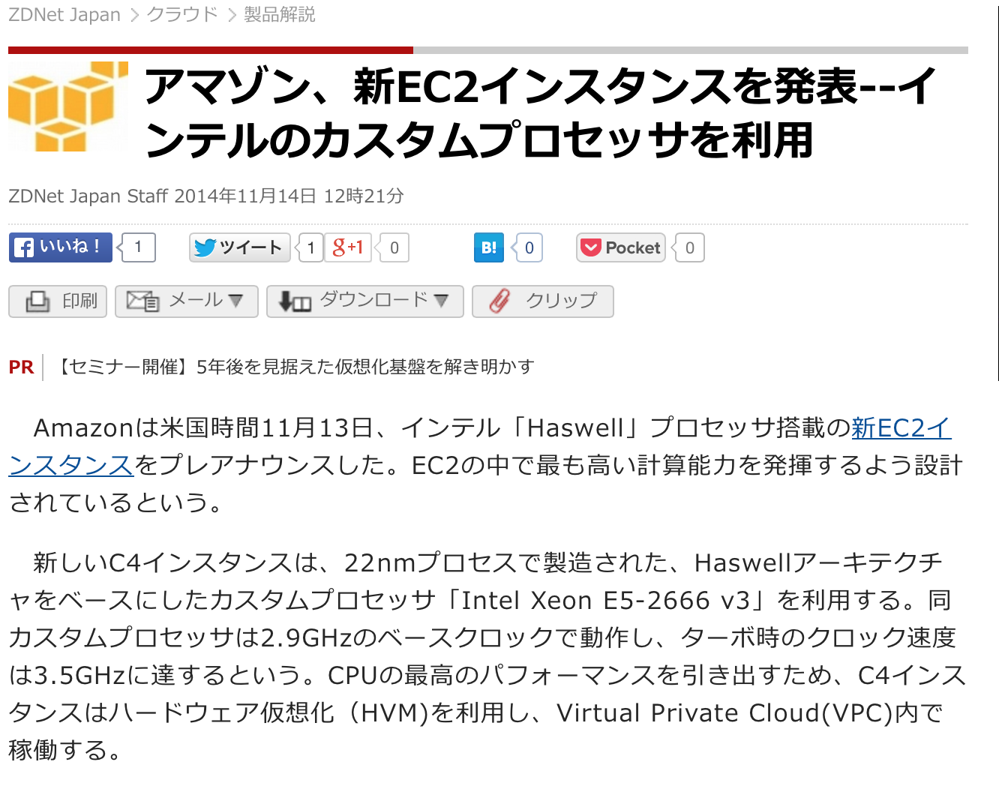 ZDNet Japan > クラウド > 製品解説
アマゾン、新EC2インスタンスを発表--イ
ンテルのカスタムプロセッサを利用
ZDNet Japan Staff 2014年11月14日 12時21分
いいね！ 1 ツイート 1 g+1 0 B! 0 Pocket 0
印刷 メール▼ ダウンロード▼ クリップ
PR 【セミナー開催】5年後を見据えた仮想化基盤を解き明かす
Amazonは米国時間11月13日、インテル「Haswell」プロセッサ搭載の新EC2イ
ンスタンスをプレアナウンスした。EC2の中で最も高い計算能力を発揮するよう設計
されているという。
新しいC4インスタンスは、22nmプロセスで製造された、Haswellアーキテクチ
ャをベースにしたカスタムプロセッサ「Intel Xeon E5-2666 v3」を利用する。同
カスタムプロセッサは2.9GHzのベースクロックで動作し、ターボ時のクロック速度
は3.5GHzに達するという。CPUの最高のパフォーマンスを引き出すため、C4インス
タンスはハードウェア仮想化（HVM)を利用し、Virtual Private Cloud(VPC)内で
稼働する。